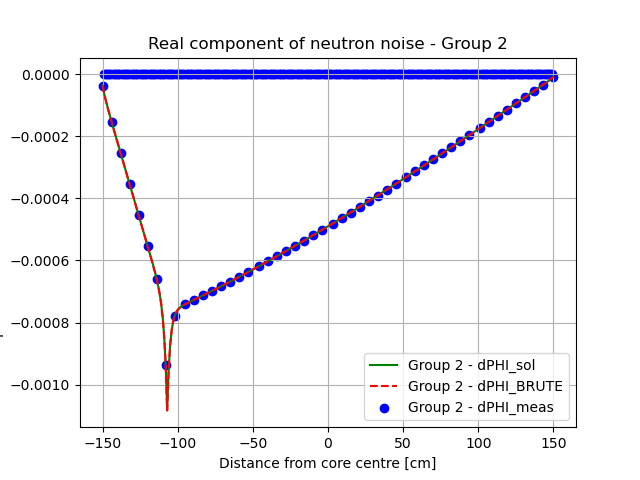 Real component of neutron noise - Group 2
0.0000
−0.0002
−0.0004
−0.0006
−0.0008
−0.0010
−150
−100
−50
0
50
100
150
Distance from core centre [cm]
Group 2 - dPHI_sol
Group 2 - dPHI_BRUTE
Group 2 - dPHI_meas